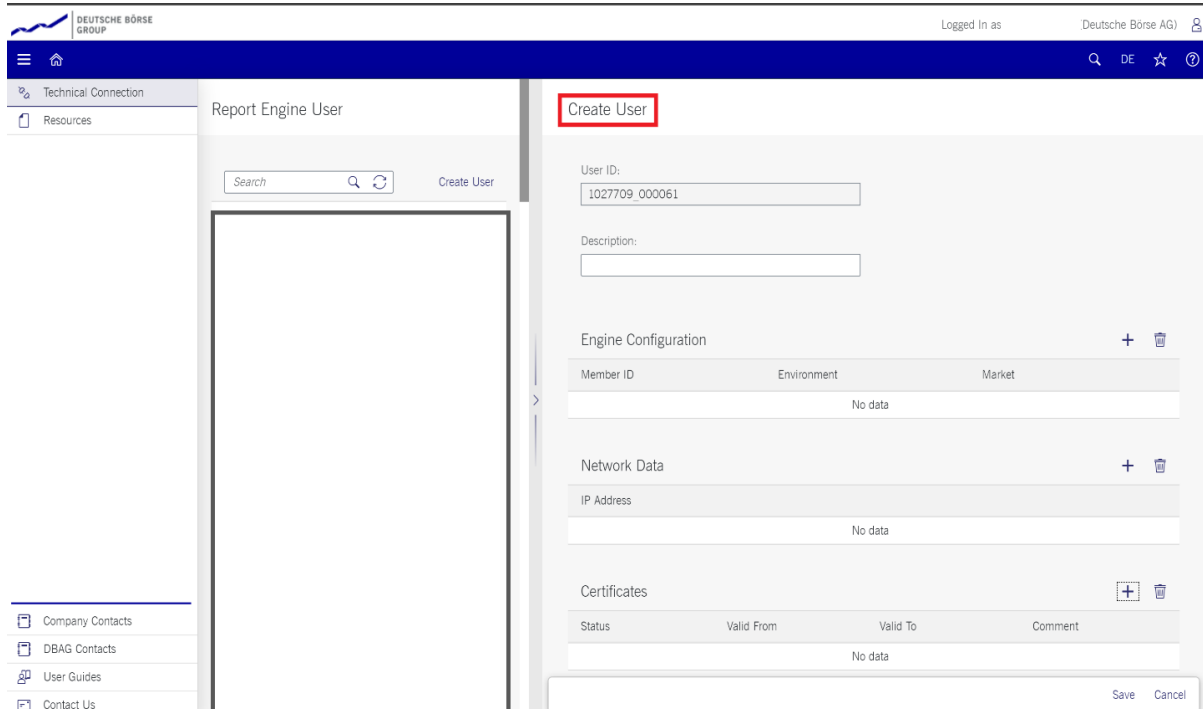 DEUTSCHE BÖRSE
GROUP
Logged In as
Deutsche Börse AG)
DE
Technical Connection
Resources
Report Engine User
Create User
Search
Create User
User ID:
1027709_000061
Description:
Engine Configuration
Member ID Environment Market
No data
Network Data
IP Address
No data
Certificates
Status Valid From Valid To Comment
No data
Company Contacts
DBAG Contacts
User Guides
Contact Us
Save Cancel